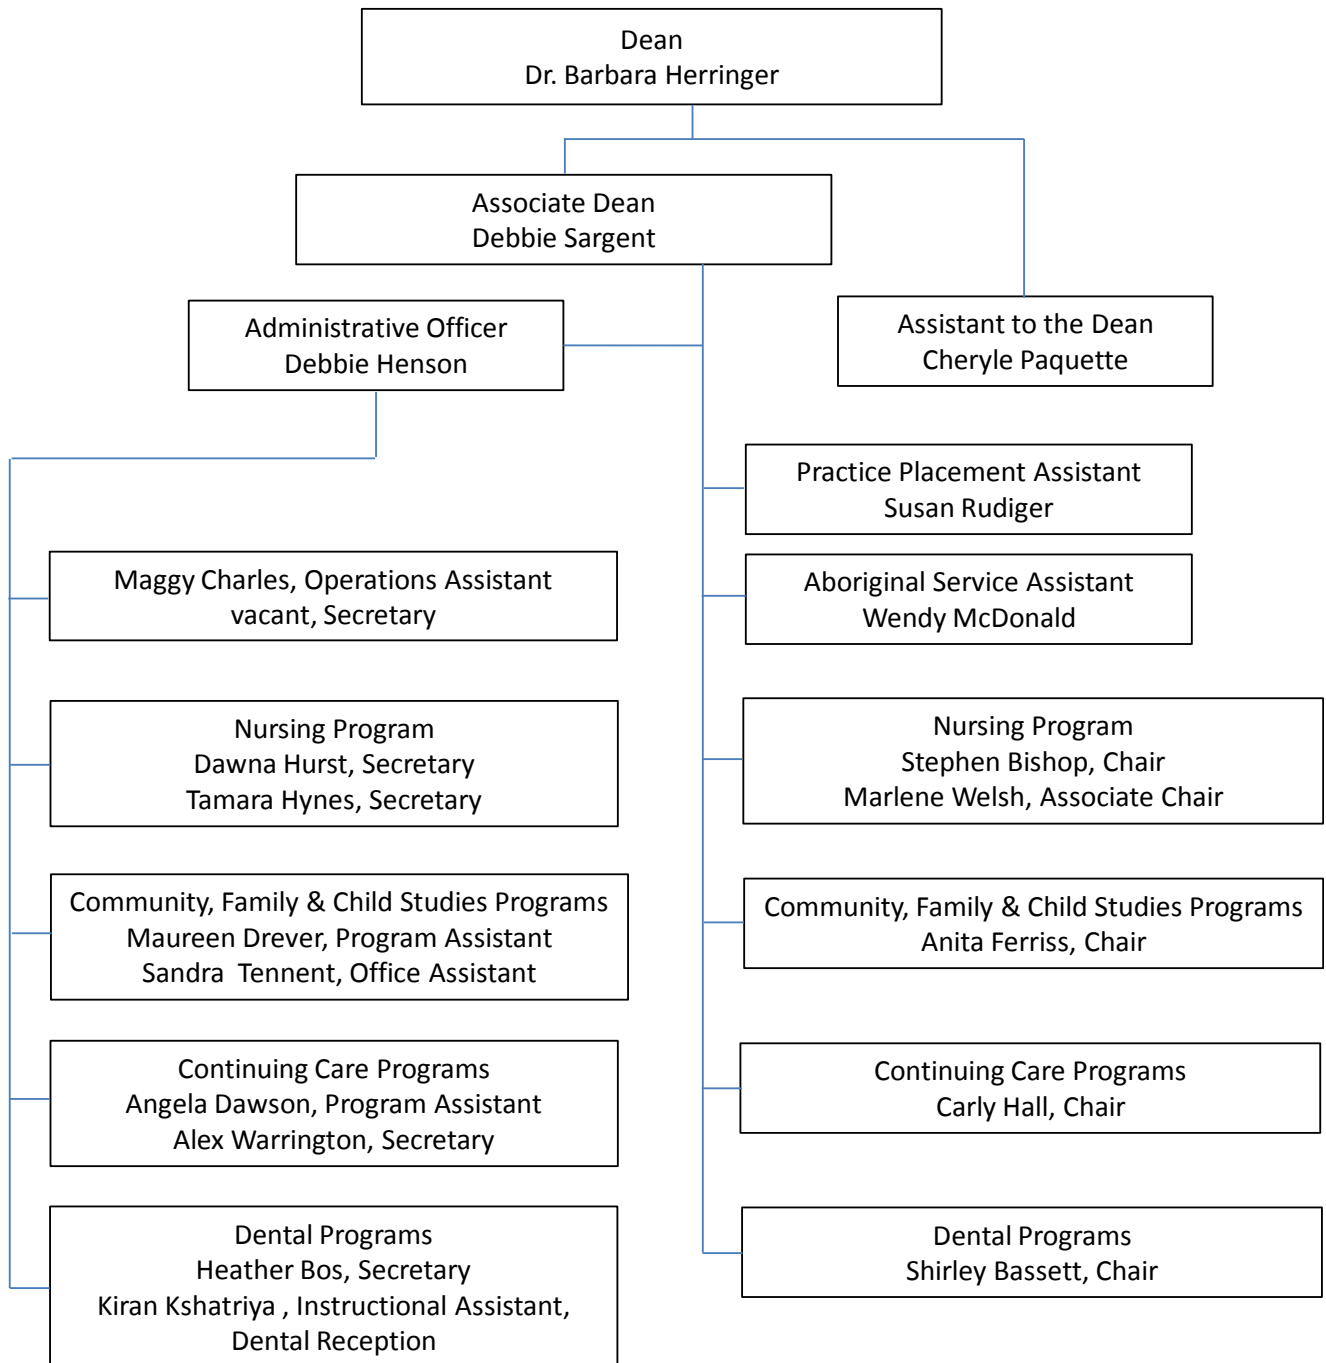 Dean
Dr. Barbara Herringer
Associate Dean
Debbie Sargent
Administrative Officer
Debbie Henson
Assistant to the Dean
Cheryle Paquette
Practice Placement Assistant
Susan Rudiger
Aboriginal Service Assistant
Wendy McDonald
Maggy Charles, Operations Assistant
vacant, Secretary
Nursing Program
Dawna Hurst, Secretary
Tamara Hynes, Secretary
Nursing Program
Stephen Bishop, Chair
Marlene Welsh, Associate Chair
Community, Family & Child Studies Programs
Maureen Drever, Program Assistant
Sandra  Tennent, Office Assistant
Community, Family & Child Studies Programs
Anita Ferriss, Chair
Continuing Care Programs
Angela Dawson, Program Assistant
Alex Warrington, Secretary
Continuing Care Programs
Carly Hall, Chair
Dental Programs
Heather Bos, Secretary
Kiran Kshatriya , Instructional Assistant,
Dental Reception
Dental Programs
Shirley Bassett, Chair